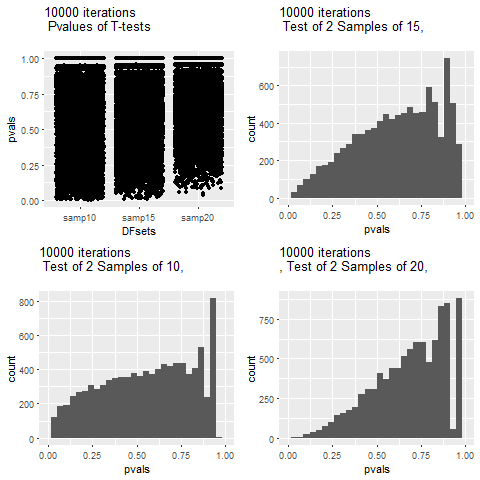 10000 iterations
Pvalues of T-tests
1.00
0.75
0.50
0.25
0.00
pvals
samp10 samp15 samp20
DFsets
10000 iterations
Test of 2 Samples of 15,
600
400
200
0
count
0.00 0.25 0.50 0.75 1.00
pvals
10000 iterations
Test of 2 Samples of 10,
800
600
400
200
0
count
0.00 0.25 0.50 0.75 1.00
pvals
10000 iterations
, Test of 2 Samples of 20,
750
500
250
0
count
0.00 0.25 0.50 0.75 1.00
pvals